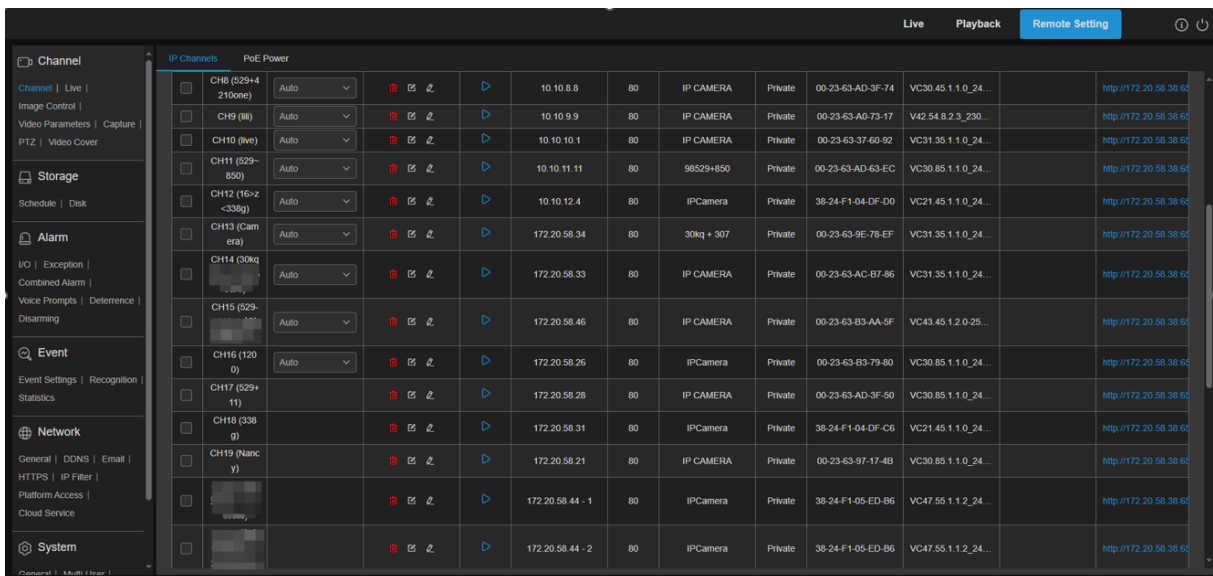 Live Playback Remote Setting
Channel
Channel | Live |
Image Control |
Video Parameters | Capture |
PTZ | Video Cover
Storage
Schedule | Disk
Alarm
I/O | Exception |
Combined Alarm |
Voice Prompts | Deterrence |
Disarming
Event
Event Settings | Recognition |
Statistics
Network
General | DDNS | Email |
HTTPS | IP Filter |
Platform Access |
Cloud Service
System
General | Multi User |
IP Channels PoE Power
CH8 (529+4
210one) Auto 10.10.8.8 80 IP CAMERA Private 00-23-63-AD-3F-74 VC30.45.1.1.0_24... http://172.20.58.38:65
CH9 (lili) Auto 10.10.9.9 80 IP CAMERA Private 00-23-63-A0-73-17 V42.54.8.2.3_230... http://172.20.58.38:65
CH10 (live) Auto 10.10.10.1 80 IP CAMERA Private 00-23-63-37-60-92 VC31.35.1.1.0_24... http://172.20.58.38:65
CH11 (529~
850) Auto 10.10.11.11 80 98529+850 Private 00-23-63-AD-63-EC VC30.85.1.1.0_24... http://172.20.58.38:65
CH12 (16>z
<338g) Auto 10.10.12.4 80 IPCamera Private 38-24-F1-04-DF-D0 VC21.45.1.1.0_24... http://172.20.58.38:65
CH13 (Cam
era) Auto 172.20.58.34 80 30kq + 307 Private 00-23-63-9E-78-EF VC31.35.1.1.0_24... http://172.20.58.38:65
CH14 (30kq
Auto 172.20.58.33 80 IP CAMERA Private 00-23-63-AC-B7-86 VC31.35.1.1.0_24... http://172.20.58.38:65
CH15 (529-
Auto 172.20.58.46 80 IP CAMERA Private 00-23-63-B3-AA-5F VC43.45.1.2.0-25... http://172.20.58.38:65
CH16 (120
0) Auto 172.20.58.26 80 IPCamera Private 00-23-63-B3-79-80 VC30.85.1.1.0_24... http://172.20.58.38:65
CH17 (529+
11) 172.20.58.28 80 IP CAMERA Private 00-23-63-AD-3F-50 VC30.85.1.1.0_24... http://172.20.58.38:65
CH18 (338
g) 172.20.58.31 80 IPCamera Private 38-24-F1-04-DF-C6 VC21.45.1.1.0_24... http://172.20.58.38:65
CH19 (Nanc
y) 172.20.58.21 80 IP CAMERA Private 00-23-63-97-17-4B VC30.85.1.1.0_24... http://172.20.58.38:65
172.20.58.44 - 1 80 IPCamera Private 38-24-F1-05-ED-B6 VC47.55.1.1.2_24... http://172.20.58.38:65
172.20.58.44 - 2 80 IPCamera Private 38-24-F1-05-ED-B6 VC47.55.1.1.2_24... http://172.20.58.38:65